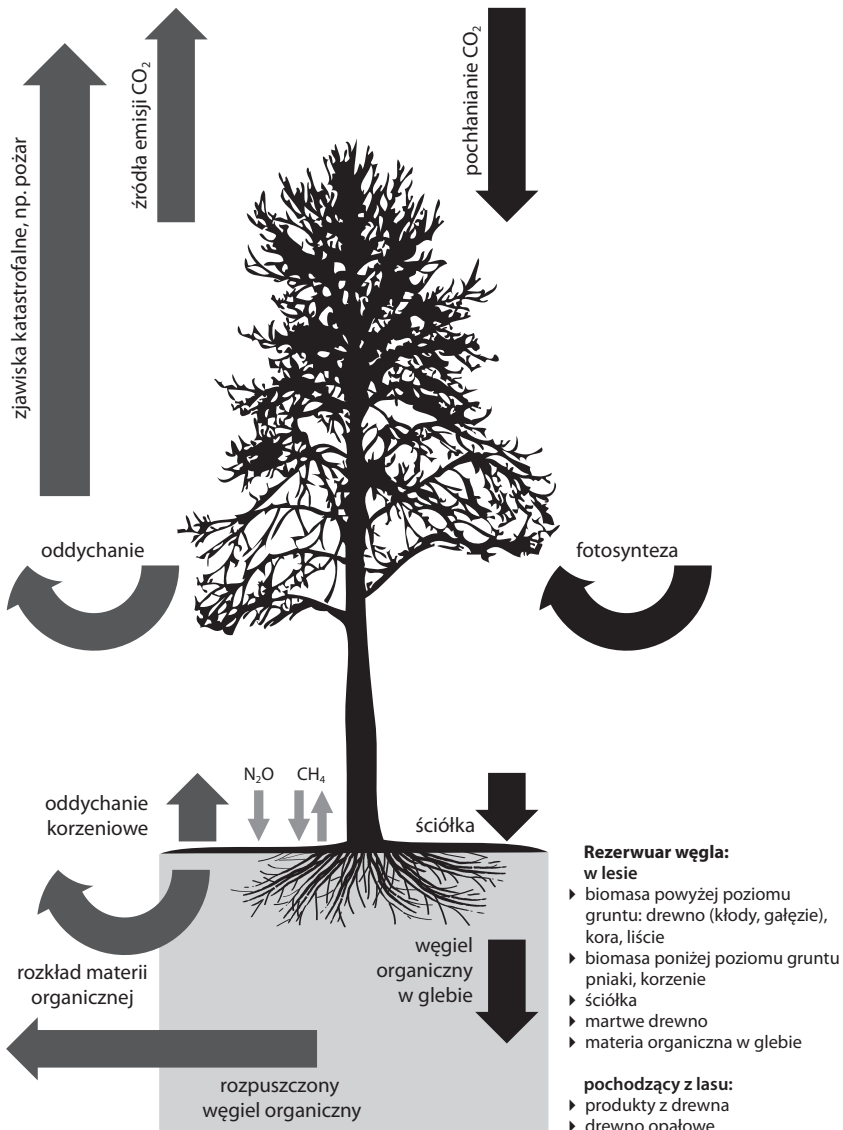 zjawiska katastrofalne, np. pożar
źródła emisji CO₂
pochłanianie CO₂
oddychanie
fotosynteza
oddychanie
korzeniowe
N₂O
CH₄
ściółka
rozkład materii
organicznej
węgiel
organiczny
w glebie
rozpuszczony
węgiel organiczny
Rezerwuar węgla:
w lesie
▸ biomasa powyżej poziomu
gruntu: drewno (kłody, gałęzie),
kora, liście
▸ biomasa poniżej poziomu gruntu
pniaki, korzenie
▸ ściółka
▸ martwe drewno
▸ materia organiczna w glebie
pochodzący z lasu:
▸ produkty z drewna
▸ drewno opałowe